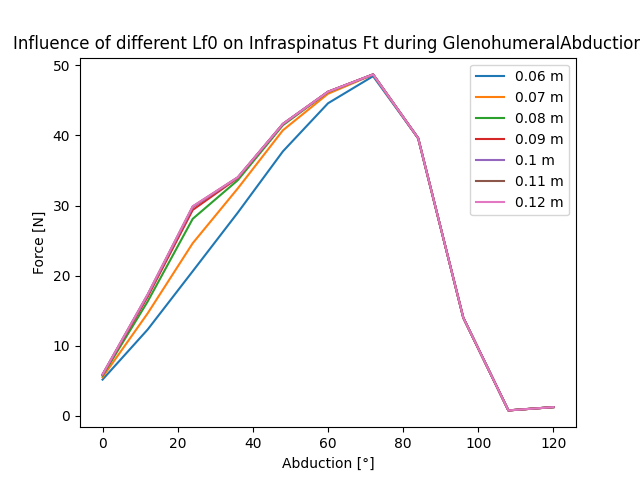 Influence of different Lf0 on Infraspinatus Ft during GlenohumeralAbduction
50
40
30
20
10
0
Force [N]
0.06 m
0.07 m
0.08 m
0.09 m
0.1 m
0.11 m
0.12 m
0 20 40 60 80 100 120
Abduction [°]